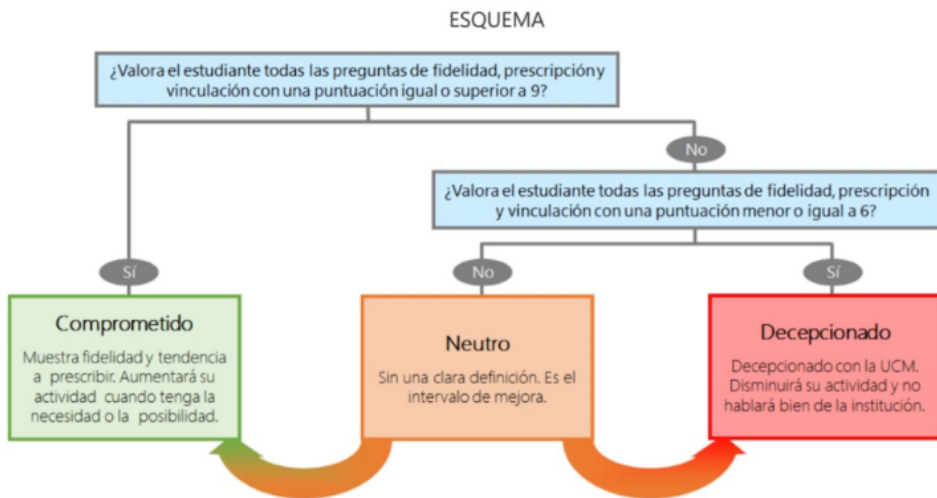 ESQUEMA
¿Valora el estudiante todas las preguntas de fidelidad, prescripción y
vinculación con una puntuación igual o superior a 9?
No
¿Valora el estudiante todas las preguntas de fidelidad, prescripción
y vinculación con una puntuación menor o igual a 6?
Sí
No
Sí
Comprometido
Muestra fidelidad y tendencia
a prescribir. Aumentará su
actividad cuando tenga la
necesidad o la posibilidad.
Neutro
Sin una clara definición. Es el
intervalo de mejora.
Decepcionado
Decepcionado con la UCM.
Disminuirá su actividad y no
hablará bien de la institución.